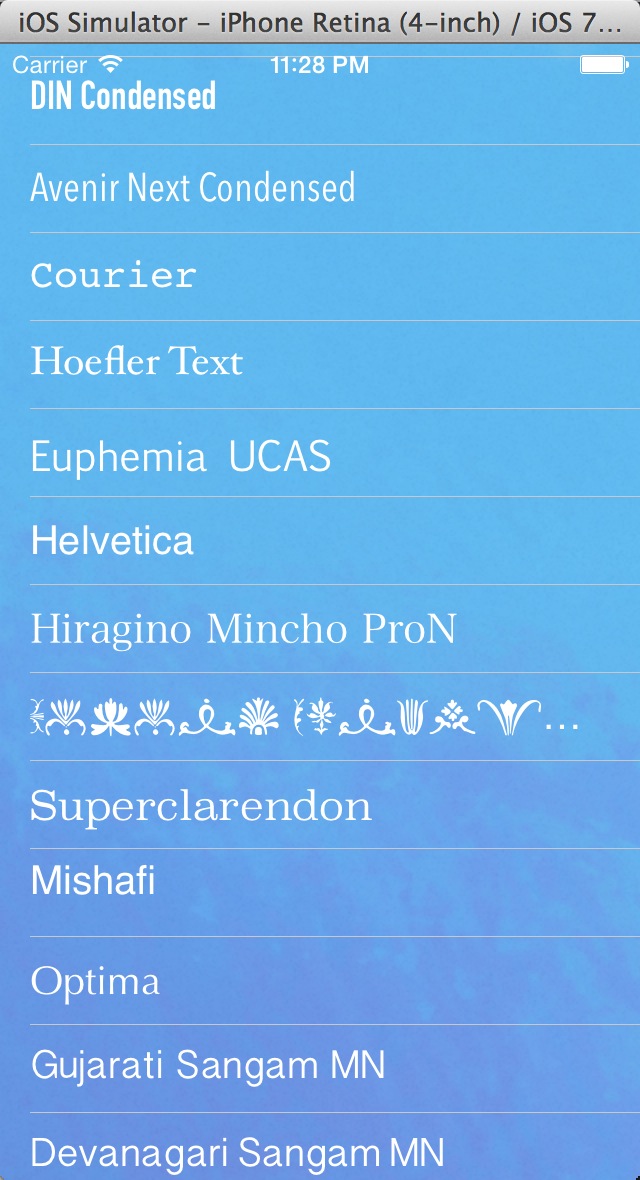 iOS Simulator – iPhone Retina (4-inch) / iOS 7...
Carrier 11:28 PM
DIN Condensed
Avenir Next Condensed
Courier
Hoefler Text
Euphemia UCAS
Helvetica
Hiragino Mincho ProN
Superclarendon
Mishafi
Optima
Gujarati Sangam MN
Devanagari Sangam MN